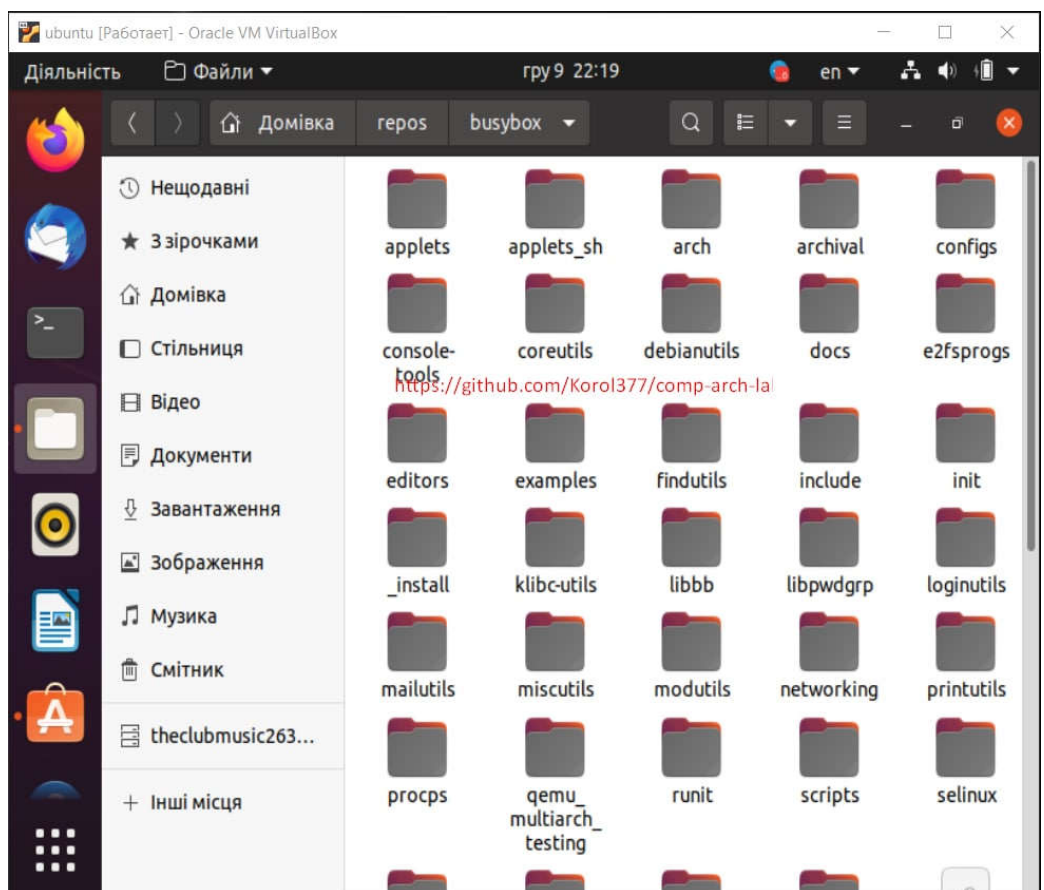 ubuntu [Работает] - Oracle VM VirtualBox
Діяльність Файли гру 9 22:19 en
Домівка repos busybox
Нещодавні
З зірочками
Домівка
Стільниця
Відео
Документи
Завантаження
Зображення
Музика
Смітник
theclubmusic263...
+ Інші місця
applets applets_sh arch archival configs
console-
tools
coreutils debianutils docs e2fsprogs
https://github.com/Korol377/comp-arch-la
editors examples findutils include init
_install klibc-utils libbb libpwdgrp loginutils
mailutils miscutils modutils networking printutils
procps
qemu_
multiarch_
testing
runit scripts selinux